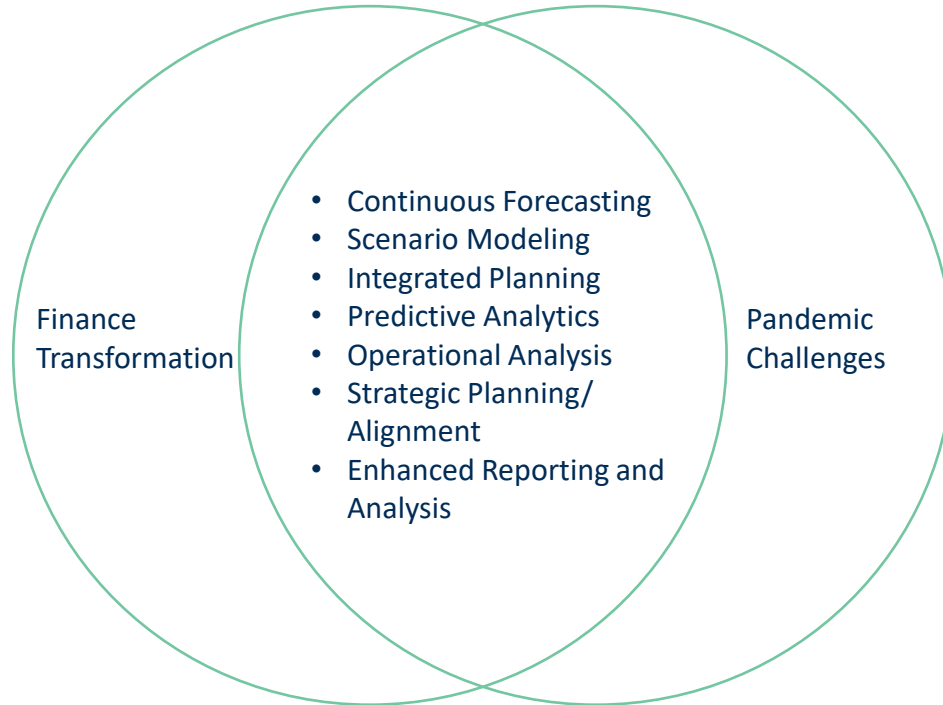 Finance
Transformation
• Continuous Forecasting
• Scenario Modeling
• Integrated Planning
• Predictive Analytics
• Operational Analysis
• Strategic Planning/
Alignment
• Enhanced Reporting and
Analysis
Pandemic
Challenges